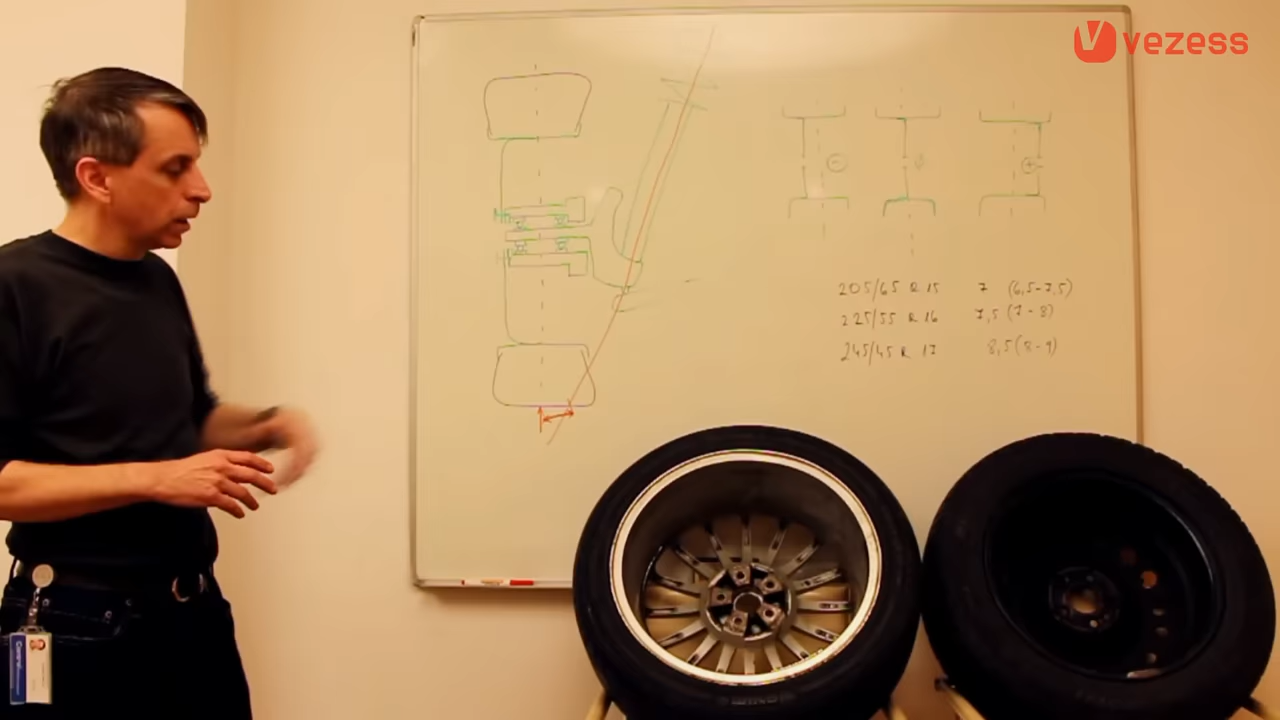 vezess
205/65 R 15 7 (6,5-7,5)
225/55 R 16 7,5 (7-8)
245/45 R 17 8,5 (8-9)